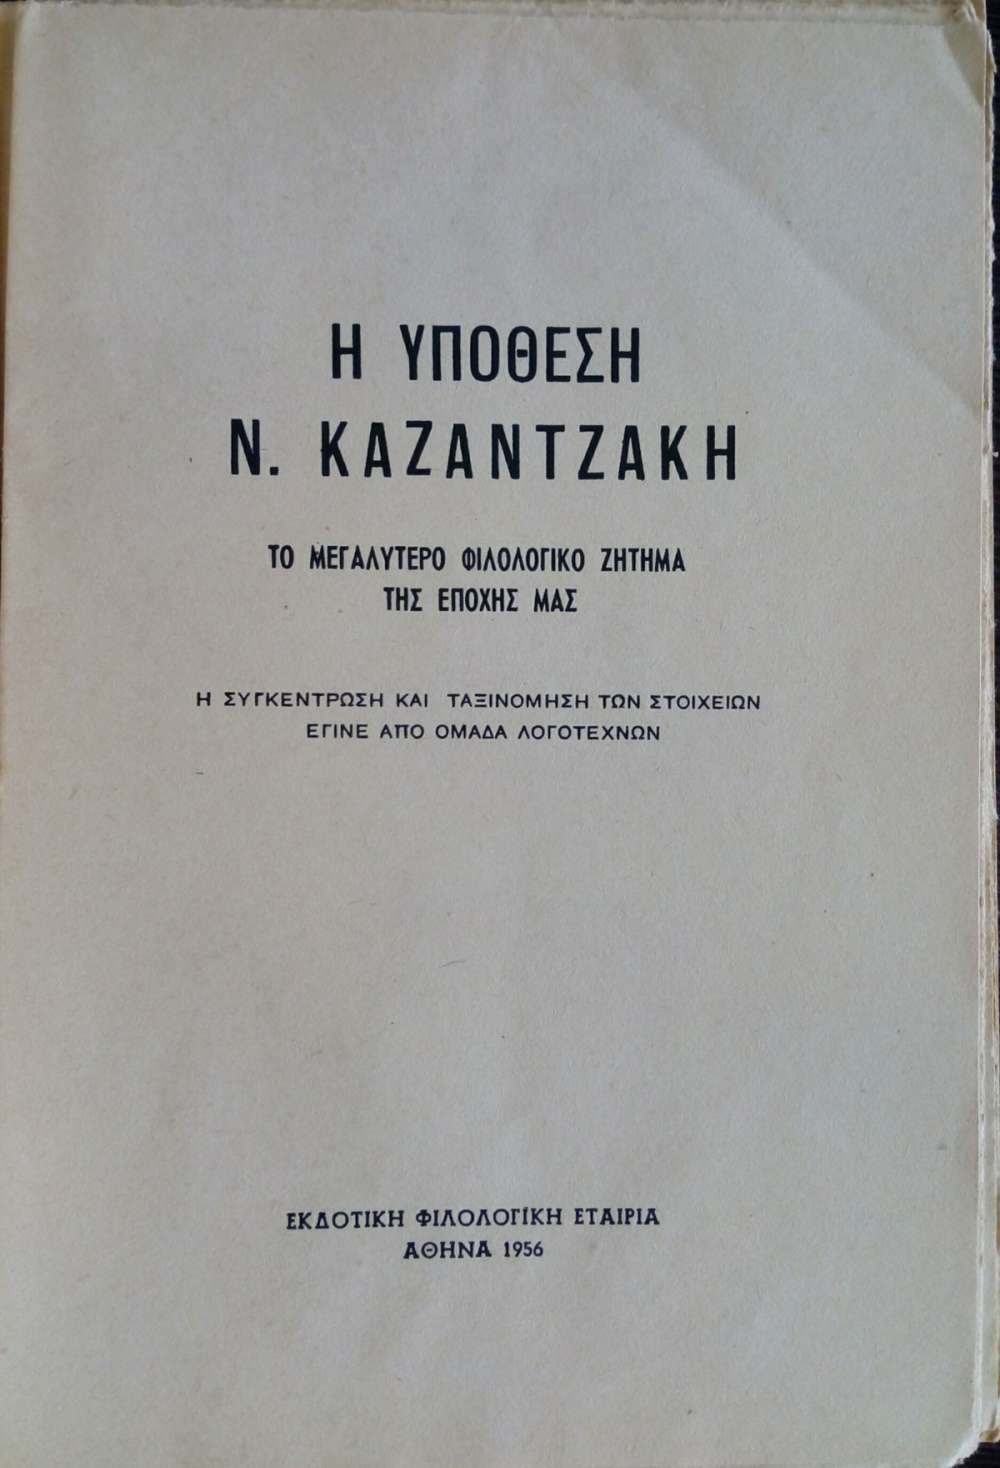 Η ΥΠΟΘΕΣΗ
Ν. ΚΑΖΑΝΤΖΑΚΗ
ΤΟ ΜΕΓΑΛΥΤΕΡΟ ΦΙΛΟΛΟΓΙΚΟ ΖΗΤΗΜΑ
ΤΗΣ ΕΠΟΧΗΣ ΜΑΣ
Η ΣΥΓΚΕΝΤΡΩΣΗ ΚΑΙ ΤΑΞΙΝΟΜΗΣΗ ΤΩΝ ΣΤΟΙΧΕΙΩΝ
ΕΓΙΝΕ ΑΠΟ ΟΜΑΔΑ ΛΟΓΟΤΕΧΝΩΝ
ΕΚΔΟΤΙΚΗ ΦΙΛΟΛΟΓΙΚΗ ΕΤΑΙΡΙΑ
ΑΘΗΝΑ 1956